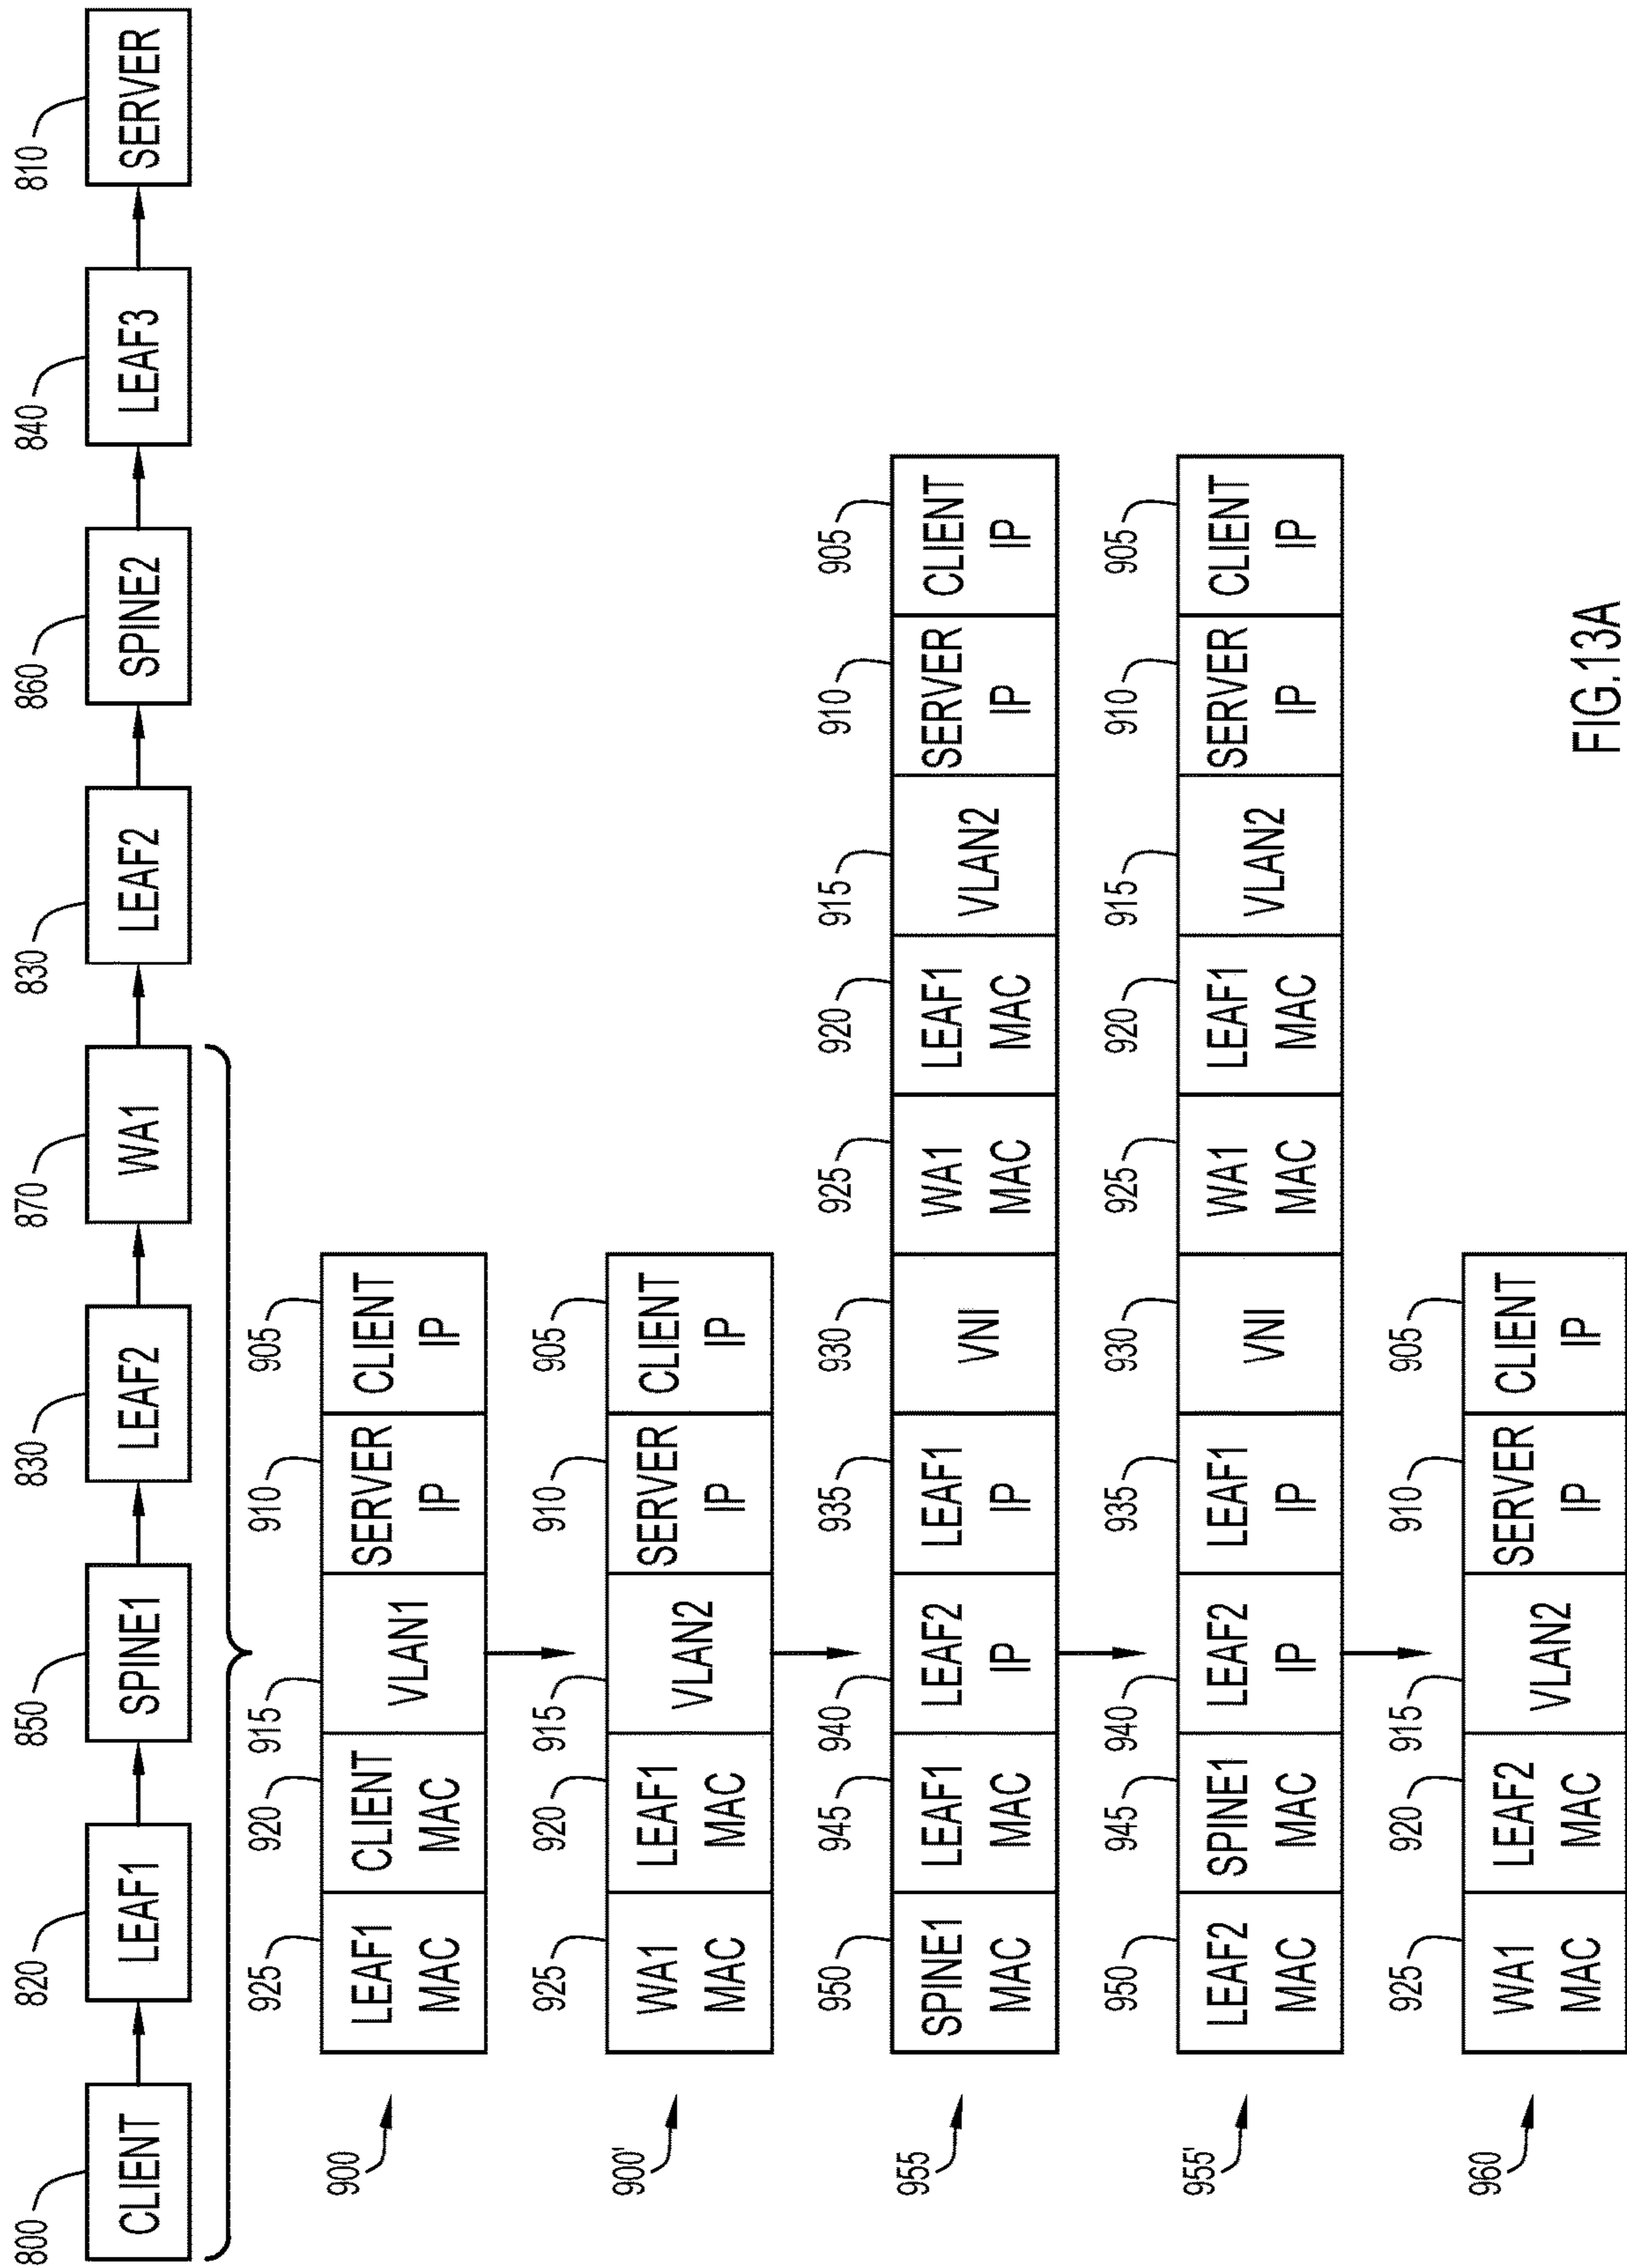 800 820 850 830 870 830 860 840 810
CLIENT LEAF1 SPINE1 LEAF2 WA1 LEAF2 SPINE2 LEAF3 SERVER
925 920 915 910 905
900 LEAF1 MAC CLIENT MAC VLAN1 SERVER IP CLIENT IP
925 920 915 910 905
900' WA1 MAC LEAF1 MAC VLAN2 SERVER IP CLIENT IP
950 945 940 935 930 925 920 915 910 905
955 SPINE1 MAC LEAF1 MAC LEAF2 IP LEAF1 IP VNI WA1 MAC LEAF1 MAC VLAN2 SERVER IP CLIENT IP
950 945 940 935 930 925 920 915 910 905
955' LEAF2 MAC SPINE1 MAC LEAF2 IP LEAF1 IP VNI WA1 MAC LEAF1 MAC VLAN2 SERVER IP CLIENT IP
925 920 915 910 905
960 WA1 MAC LEAF2 MAC VLAN2 SERVER IP CLIENT IP
FIG.13A